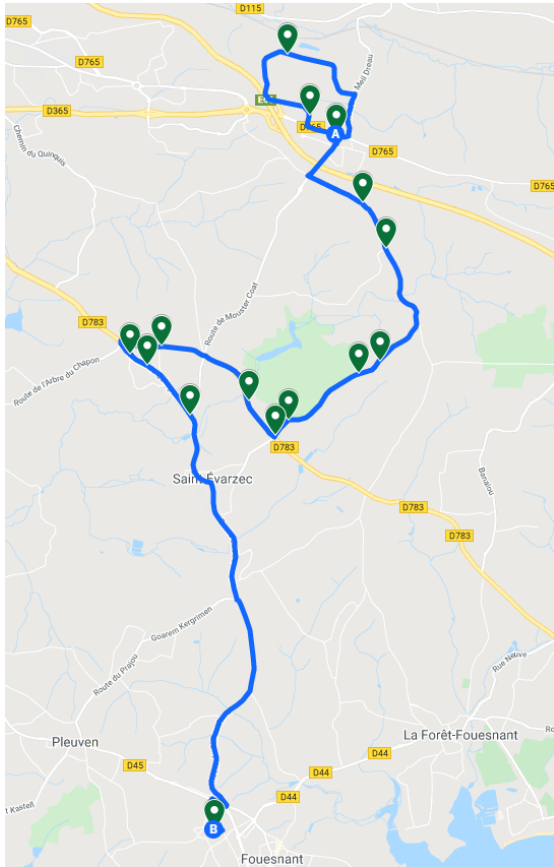 D115
D765
D765
Meil Dreau
D365
D765
A
D765
D765
Chemin du Quinquis
Route de Mouster Coat
D783
Route de l'Arbre du Chapon
D783
Saint-Évarzec
Banalou
D783
D783
Goarem Kergrimen
Rue Neuve
Route du Prajou
La Forêt-Fouesnant
Pleuven
D44
D45
D44
t Kastell
B
Fouesnant